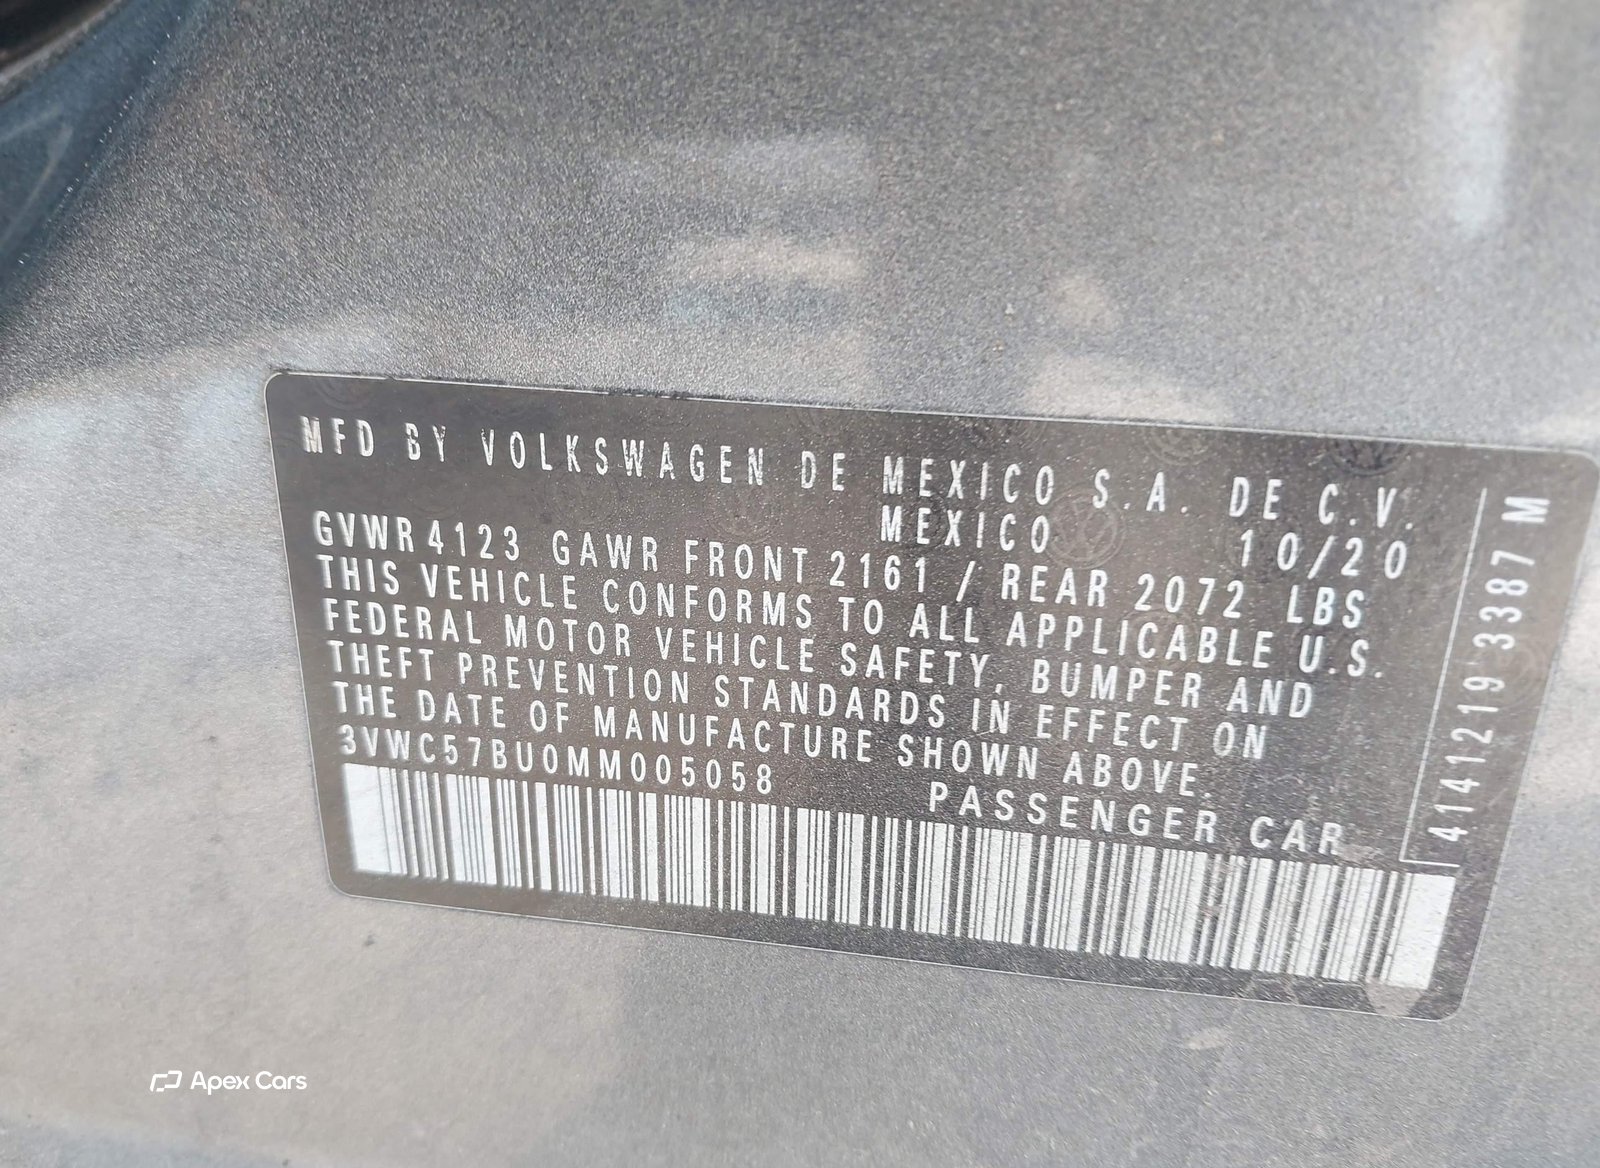 MFD BY VOLKSWAGEN DE MEXICO S.A. DE C.V.
MEXICO 10/20
GVWR 4123 GAWR FRONT 2161 / REAR 2072 LBS
THIS VEHICLE CONFORMS TO ALL APPLICABLE U.S.
FEDERAL MOTOR VEHICLE SAFETY, BUMPER AND
THEFT PREVENTION STANDARDS IN EFFECT ON
THE DATE OF MANUFACTURE SHOWN ABOVE.
3VWC57BU0MM005058
PASSENGER CAR
414121933387 M
Apex Cars